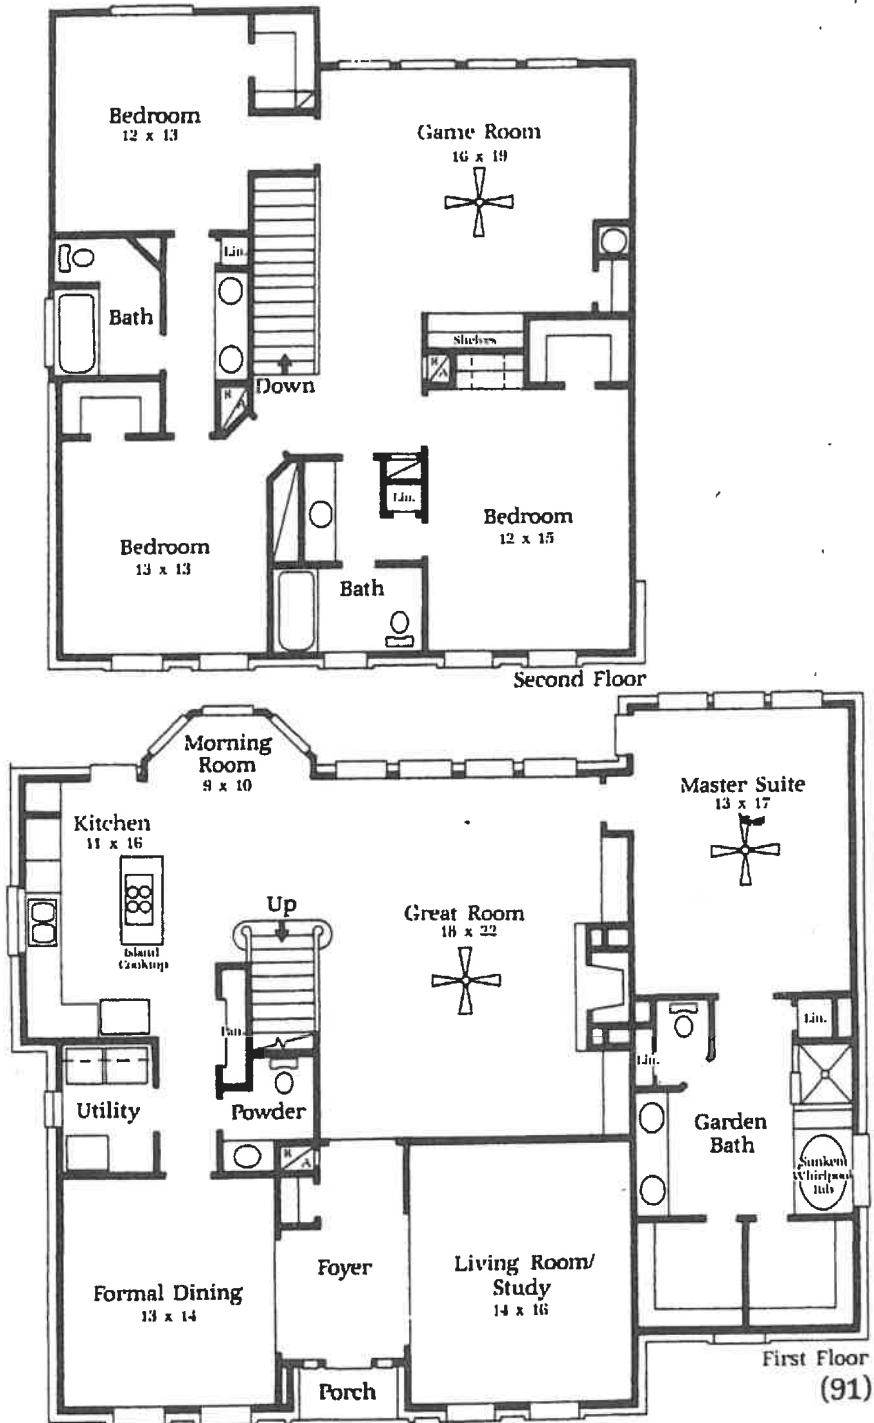 Bedroom
12 x 13
Game Room
16 x 19
Lin.
Bath
Shelves
R
A
Down
R
A
Lin.
Bedroom
12 x 15
Bedroom
13 x 13
Bath
Second Floor
Morning
Room
9 x 10
Master Suite
13 x 17
Kitchen
11 x 16
Up
Great Room
18 x 22
Island
Cooktop
Lin.
Pan.
Lin.
Utility
Powder
Garden
Bath
R
A
Sunken
Whirlpool
Tub
Foyer
Living Room/
Study
14 x 16
Formal Dining
13 x 14
First Floor
Porch
(91)